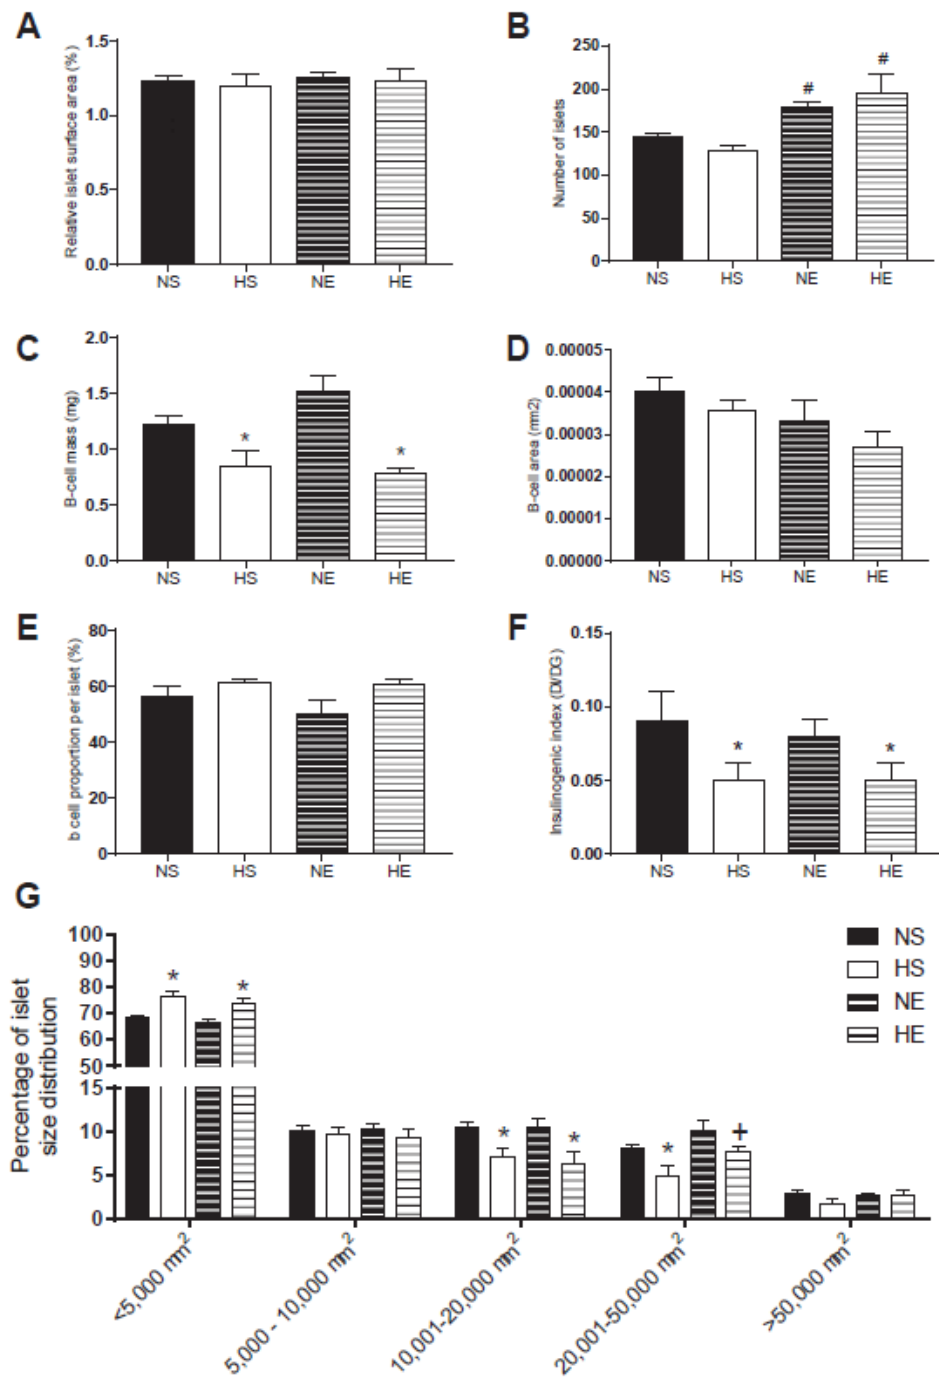 A
Relative islet surface area (%)
1.5
1.0
0.5
0.0
NS HS NE HE
B
Number of islets
250
200
150
100
50
0
# #
NS HS NE HE
C
B-cell mass (mg)
2.0
1.5
1.0
0.5
0.0
* *
NS HS NE HE
D
B-cell area (mm2)
0.00005
0.00004
0.00003
0.00002
0.00001
0.00000
NS HS NE HE
E
b cell proportion per islet (%)
80
60
40
20
0
NS HS NE HE
F
Insulinogenic index (DI/DG)
0.15
0.10
0.05
0.00
* *
NS HS NE HE
G
Percentage of islet
size distribution
100
90
80
70
60
50
15
10
5
0
* *
* *
* +
NS
HS
NE
HE
<5,000 mm²
5,000 - 10,000 mm²
10,001-20,000 mm²
20,001-50,000 mm²
>50,000 mm²